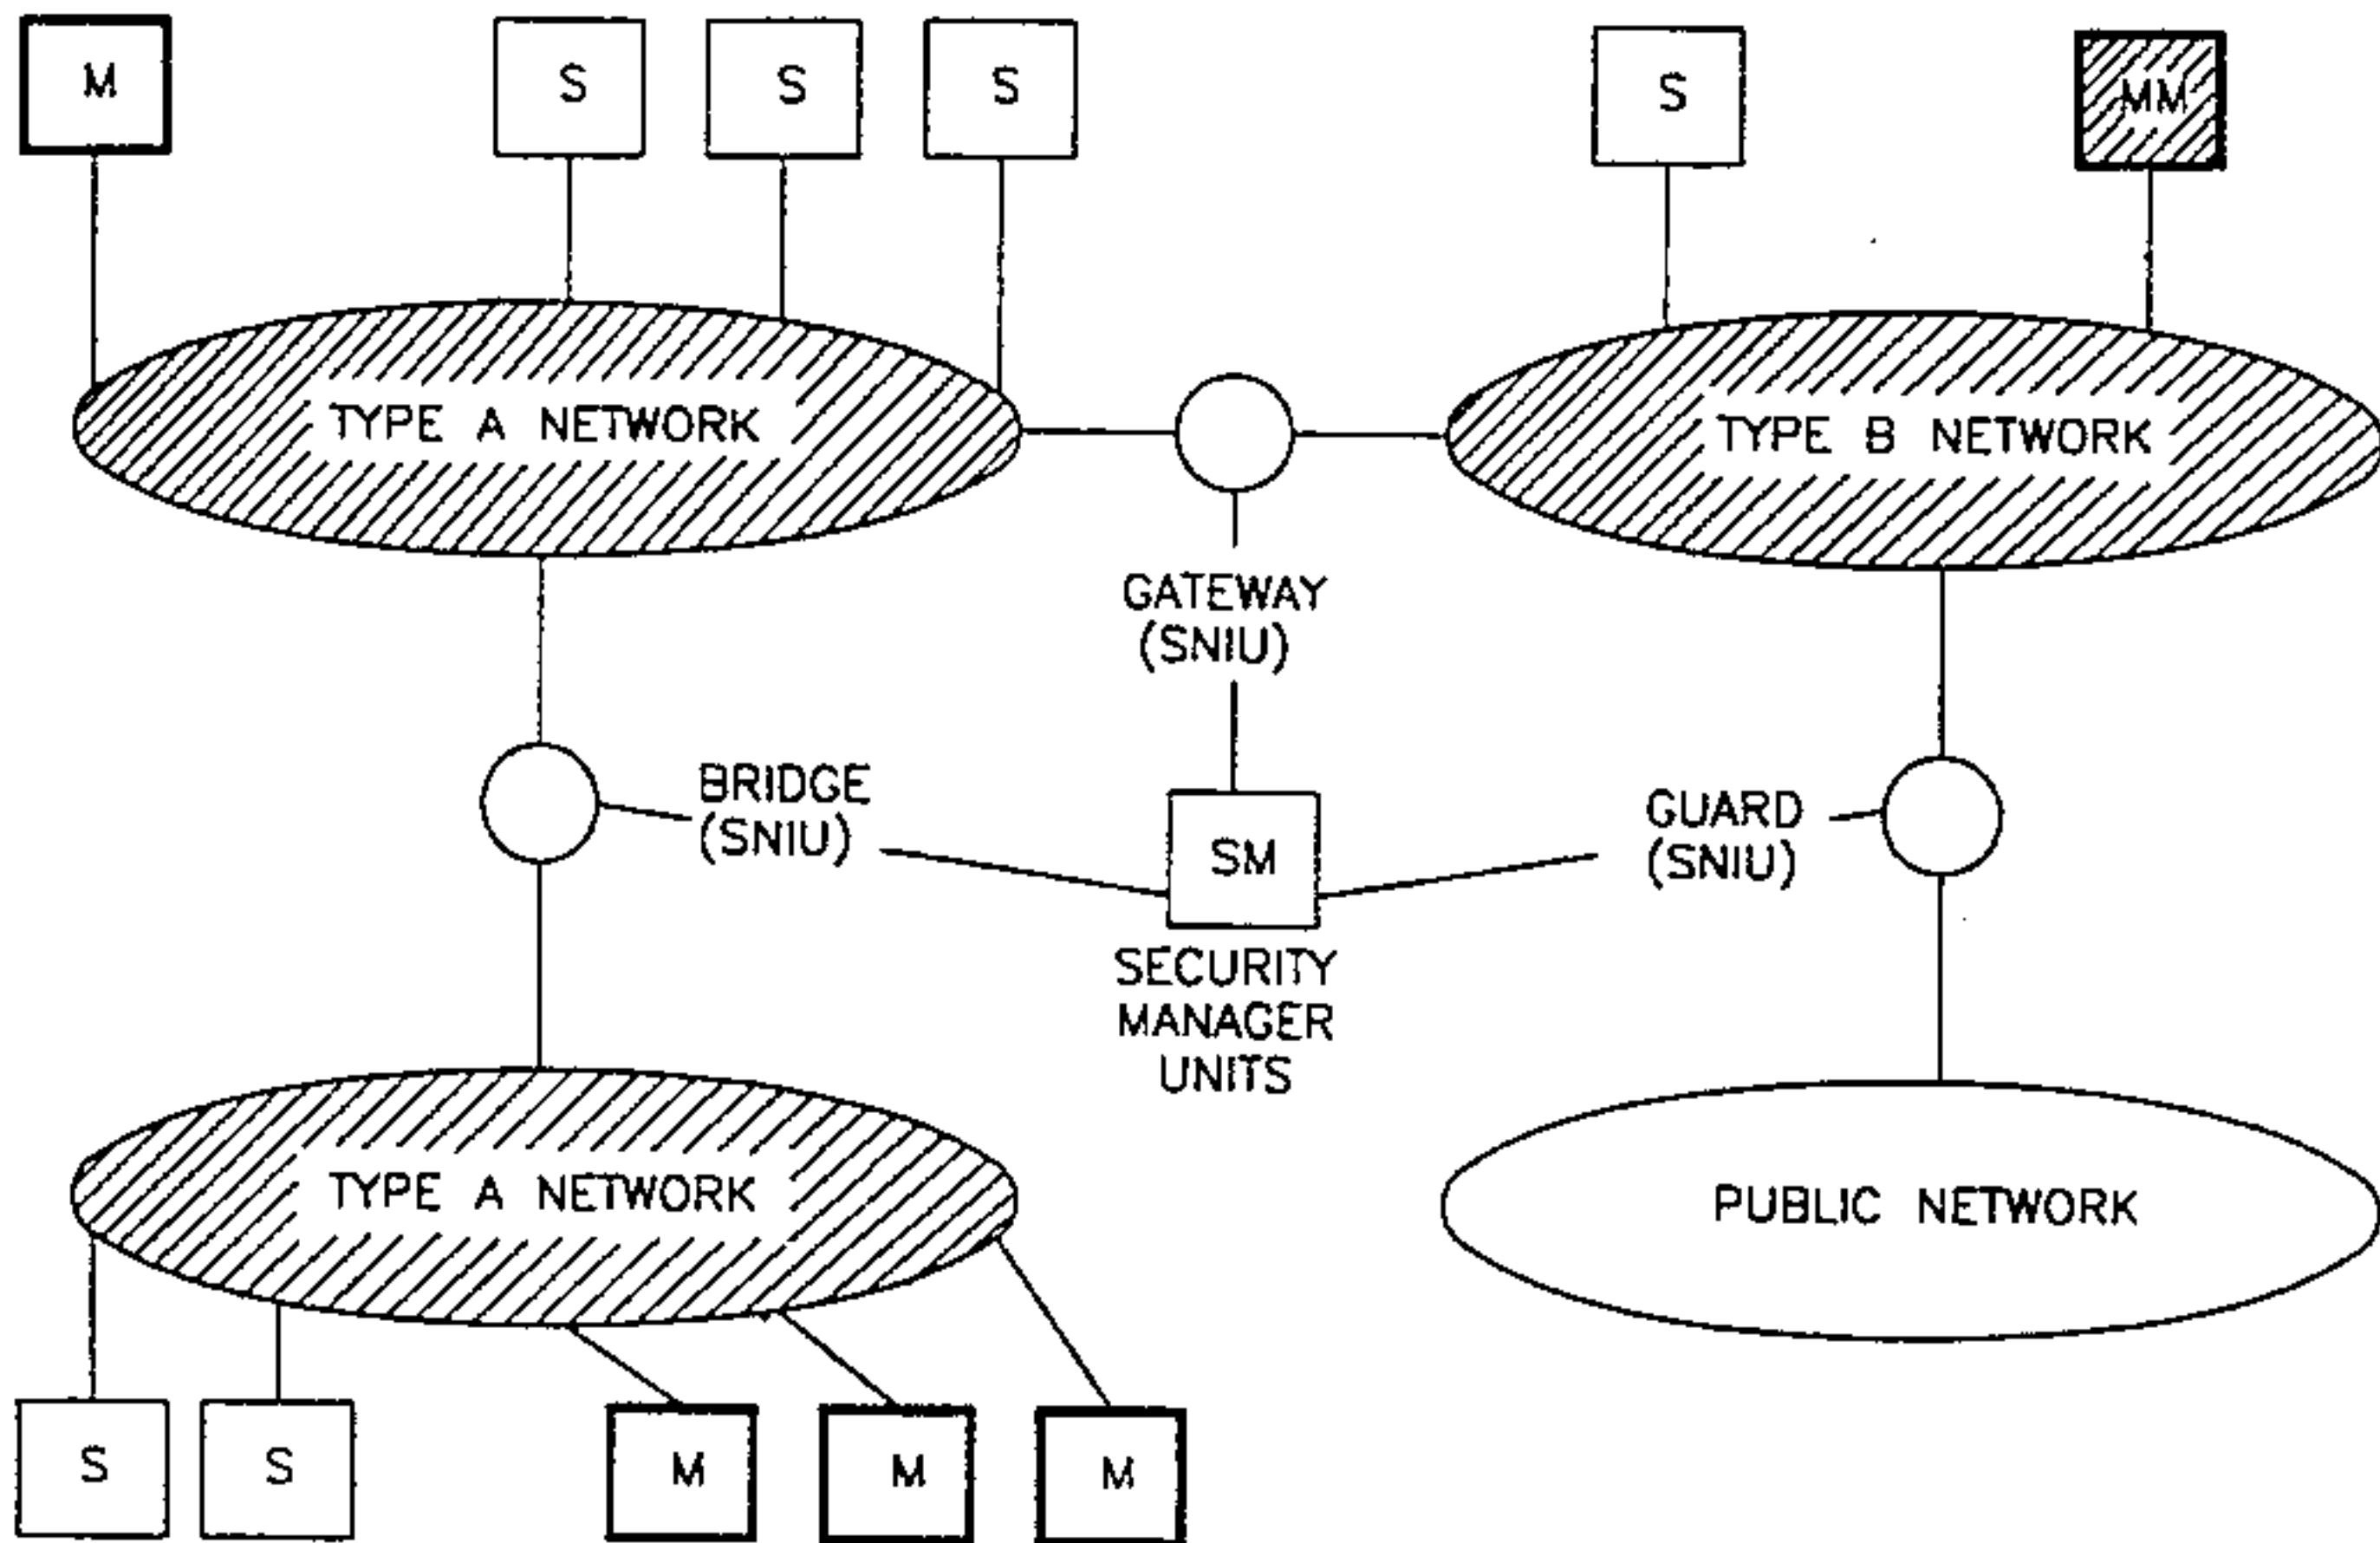 M
S
S
S
S
MM
TYPE A NETWORK
TYPE B NETWORK
GATEWAY
(SNIU)
BRIDGE
(SNIU)
SM
GUARD
(SNIU)
SECURITY
MANAGER
UNITS
TYPE A NETWORK
PUBLIC NETWORK
S
S
M
M
M